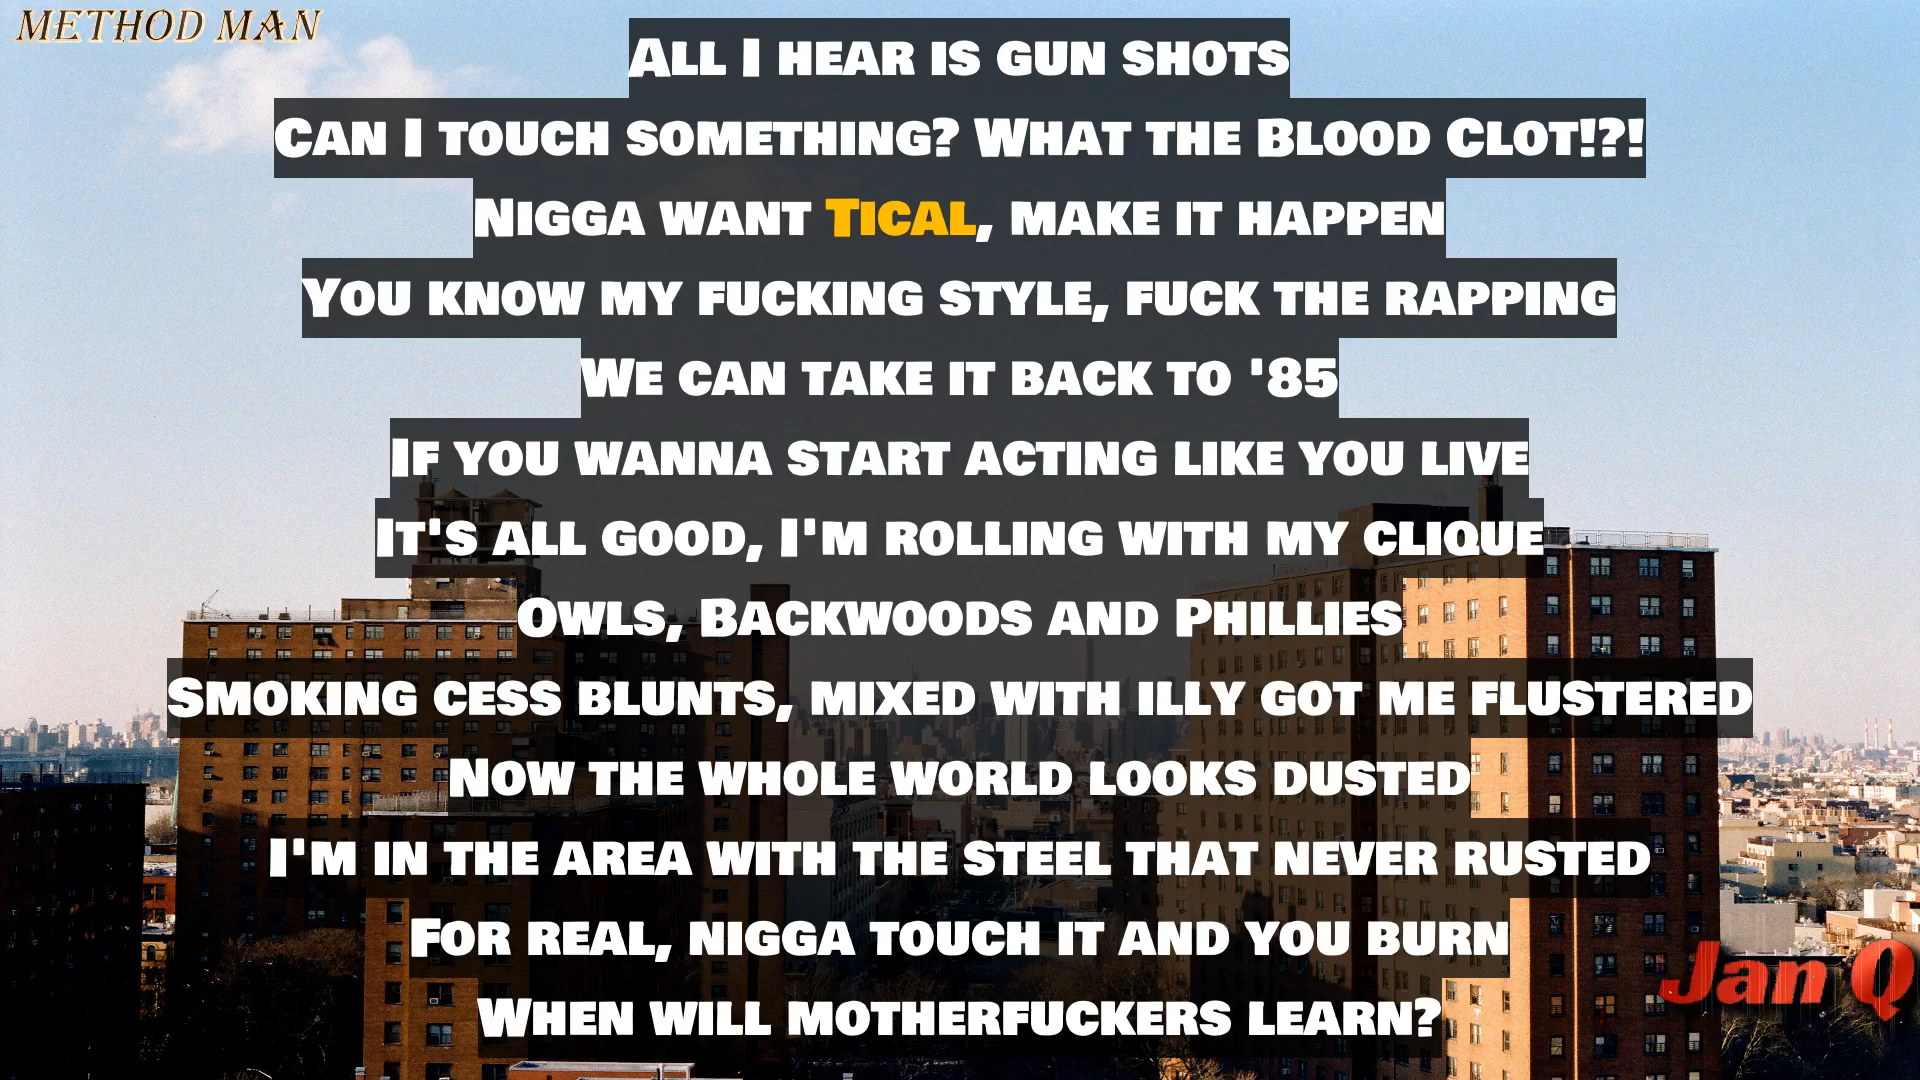 METHOD MAN
All I hear is gun shots
Can I touch something? What the Blood Clot!?!
Nigga want Tical, make it happen
You know my fucking style, fuck the rapping
We can take it back to '85
If you wanna start acting like you live
It's all good, I'm rolling with my clique
Owls, Backwoods and Phillies
Smoking cess blunts, mixed with illy got me flustered
Now the whole world looks dusted
I'm in the area with the steel that never rusted
For real, nigga touch it and you burn
When will motherfuckers learn?
Jan Q